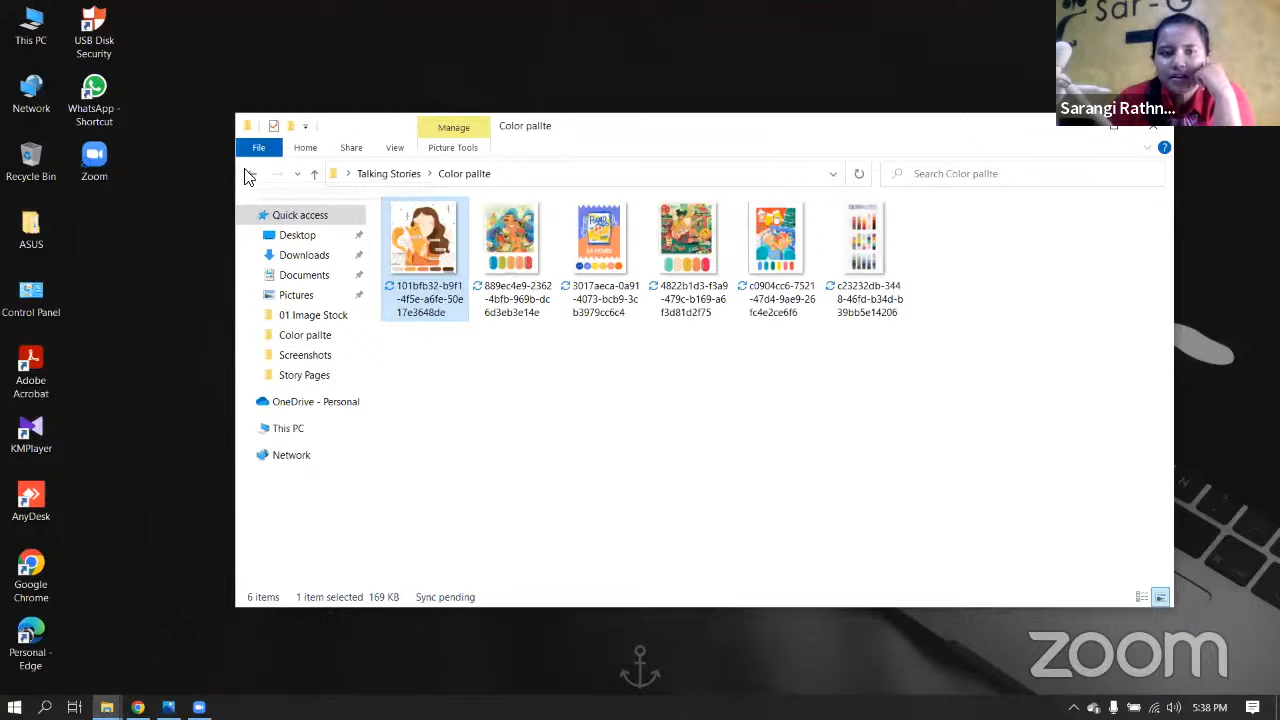 This PC
USB Disk
Security
Network
WhatsApp -
Shortcut
Recycle Bin
Zoom
ASUS
Control Panel
Adobe
Acrobat
KMPlayer
AnyDesk
Google
Chrome
Personal -
Edge
sar-G
Sarangi Rathn...
Manage
Color pallte
File
Home
Share
View
Picture Tools
Talking Stories
Color pallte
Search Color pallte
Quick access
Desktop
Downloads
Documents
Pictures
01 Image Stock
Color pallte
Screenshots
Story Pages
OneDrive - Personal
This PC
Network
101bfb32-b9f1
-4f5e-a6fe-50e
17e3648de
889ec4e9-2362
-4bfb-969b-dc
6d3eb3e14e
3017aeca-0a91
-4073-bcb9-3c
b3979cc6c4
4822b1d3-f3a9
-479c-b169-a6
f3d81d2f75
c0904cc6-7521
-47d4-9ae9-26
fc4e2ce6f6
c23232db-344
8-46fd-b34d-b
39bb5e14206
6 items
1 item selected 169 KB
Sync pending
zoom
5:38 PM